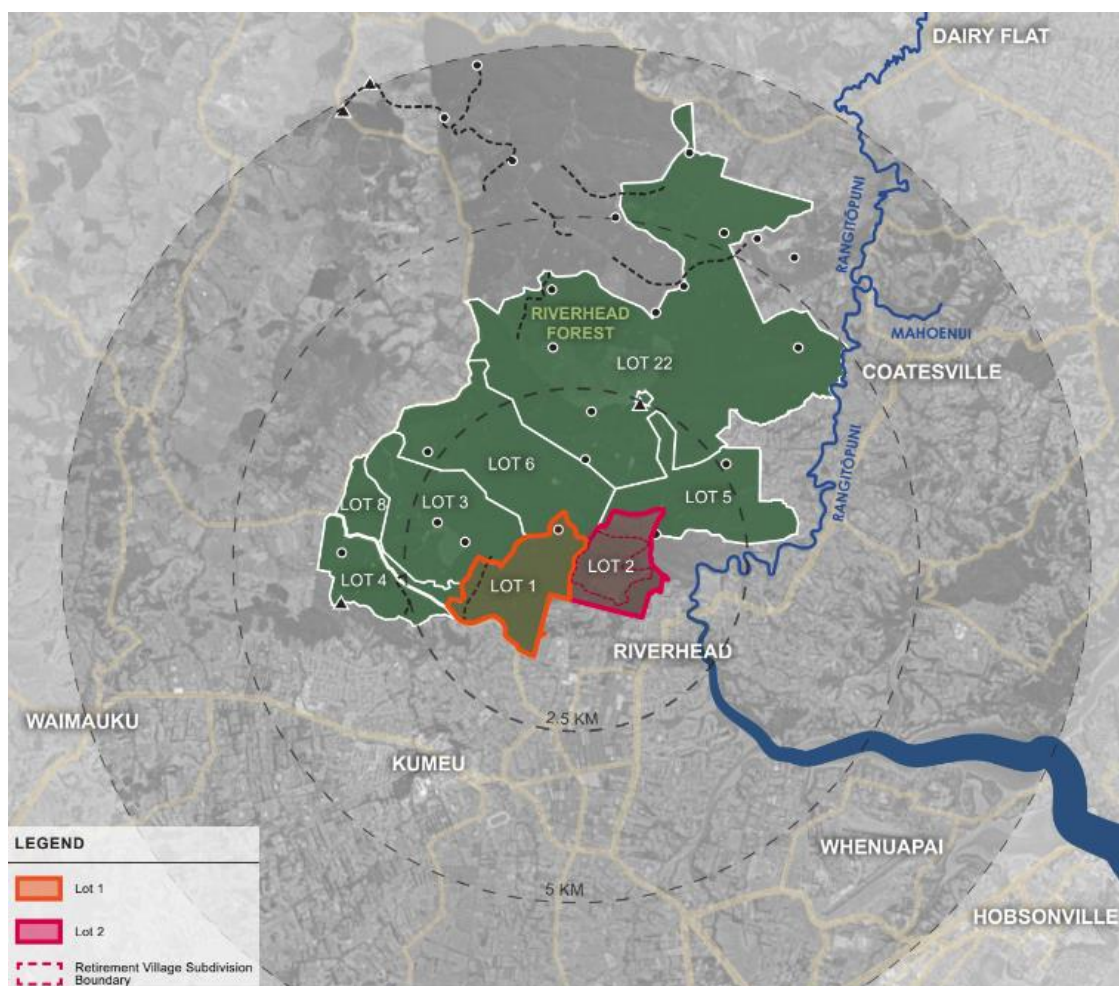 DAIRY FLAT
RANGITŌPUNI
MAHOENUI
RIVERHEAD
FOREST
LOT 22
COATESVILLE
LOT 6
RANGITŌPUNI
LOT 8
LOT 3
LOT 5
LOT 4
LOT 1
LOT 2
RIVERHEAD
WAIMAUKU
2.5 KM
KUMEU
WHENUAPAI
5 KM
HOBSONVILLE
LEGEND
Lot 1
Lot 2
Retirement Village Subdivision
Boundary